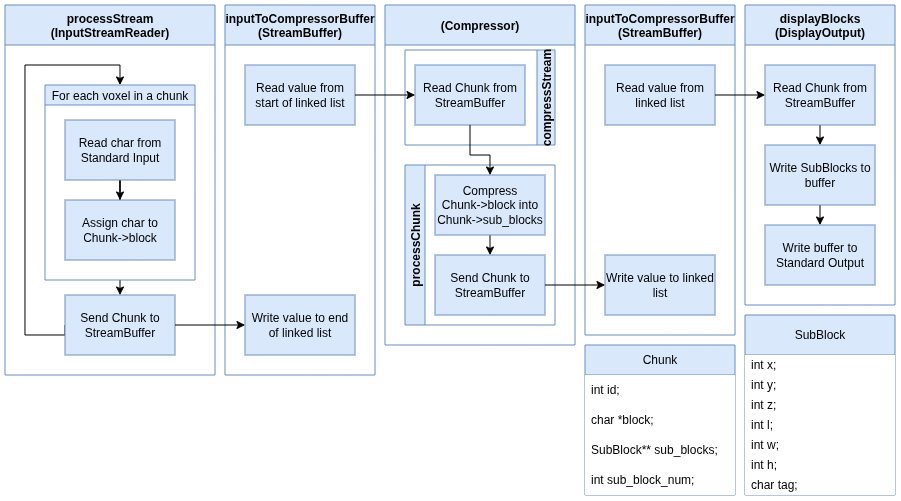 processStream
(InputStreamReader)
For each voxel in a chunk
Read char from
Standard Input
Assign char to
Chunk->block
Send Chunk to
StreamBuffer
inputToCompressorBuffer
(StreamBuffer)
Read value from
start of linked list
Write value to end
of linked list
(Compressor)
compressStream
Read Chunk from
StreamBuffer
processChunk
Compress
Chunk->block into
Chunk->sub_blocks
Send Chunk to
StreamBuffer
inputToCompressorBuffer
(StreamBuffer)
Read value from
linked list
Write value to linked
list
displayBlocks
(DisplayOutput)
Read Chunk from
StreamBuffer
Write SubBlocks to
buffer
Write buffer to
Standard Output
Chunk
int id;
char *block;
SubBlock** sub_blocks;
int sub_block_num;
SubBlock
int x;
int y;
int z;
int l;
int w;
int h;
char tag;